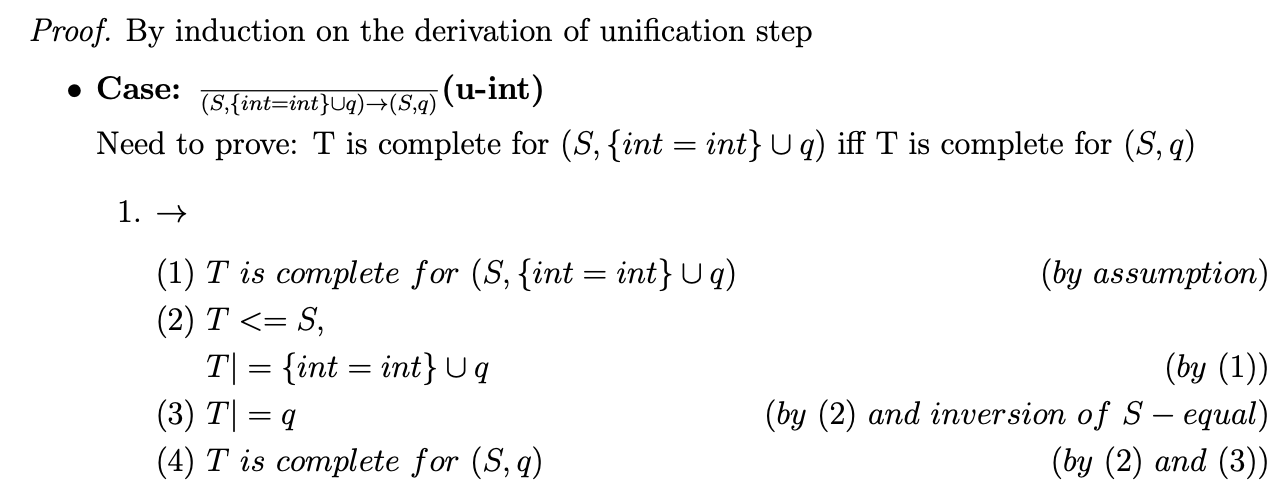 Proof. By induction on the derivation of unification step
• Case: (S,{int=int}∪q)→(S,q) (u-int)
Need to prove: T is complete for (S, {int = int} ∪ q) iff T is complete for (S, q)
1. →
(1) T is complete for (S, {int = int} ∪ q) (by assumption)
(2) T <= S,
T| = {int = int} ∪ q (by (1))
(3) T| = q (by (2) and inversion of S − equal)
(4) T is complete for (S, q) (by (2) and (3))